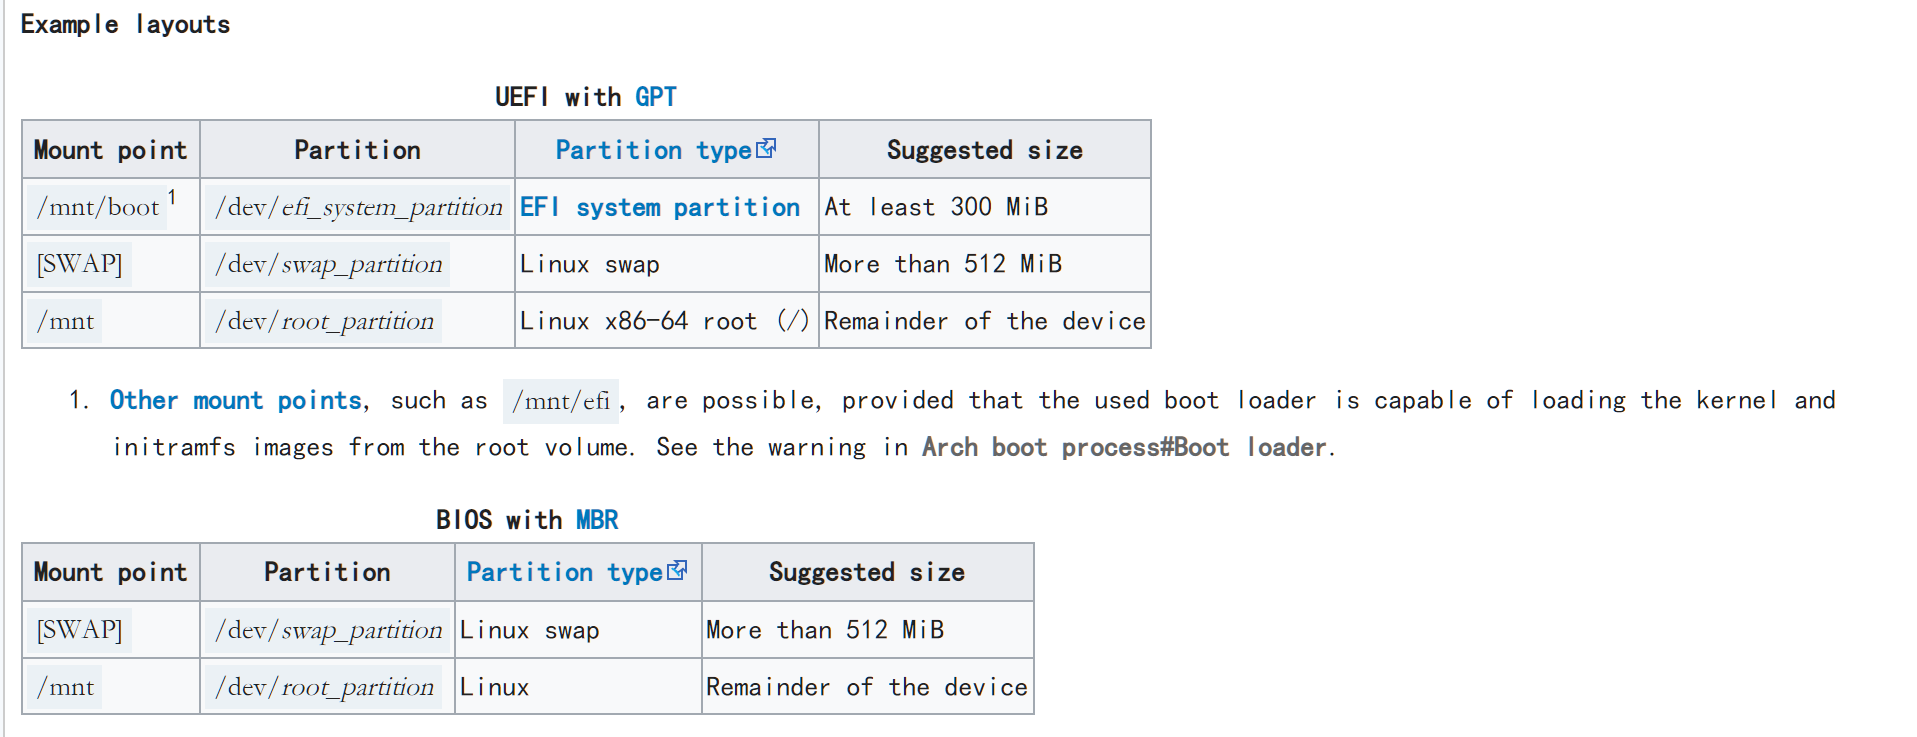 Example layouts
UEFI with GPT
Mount point Partition Partition type Suggested size
/mnt/boot 1 /dev/efi_system_partition EFI system partition At least 300 MiB
[SWAP] /dev/swap_partition Linux swap More than 512 MiB
/mnt /dev/root_partition Linux x86-64 root (/) Remainder of the device
1. Other mount points, such as /mnt/efi, are possible, provided that the used boot loader is capable of loading the kernel and
initramfs images from the root volume. See the warning in Arch boot process#Boot loader.
BIOS with MBR
Mount point Partition Partition type Suggested size
[SWAP] /dev/swap_partition Linux swap More than 512 MiB
/mnt /dev/root_partition Linux Remainder of the device